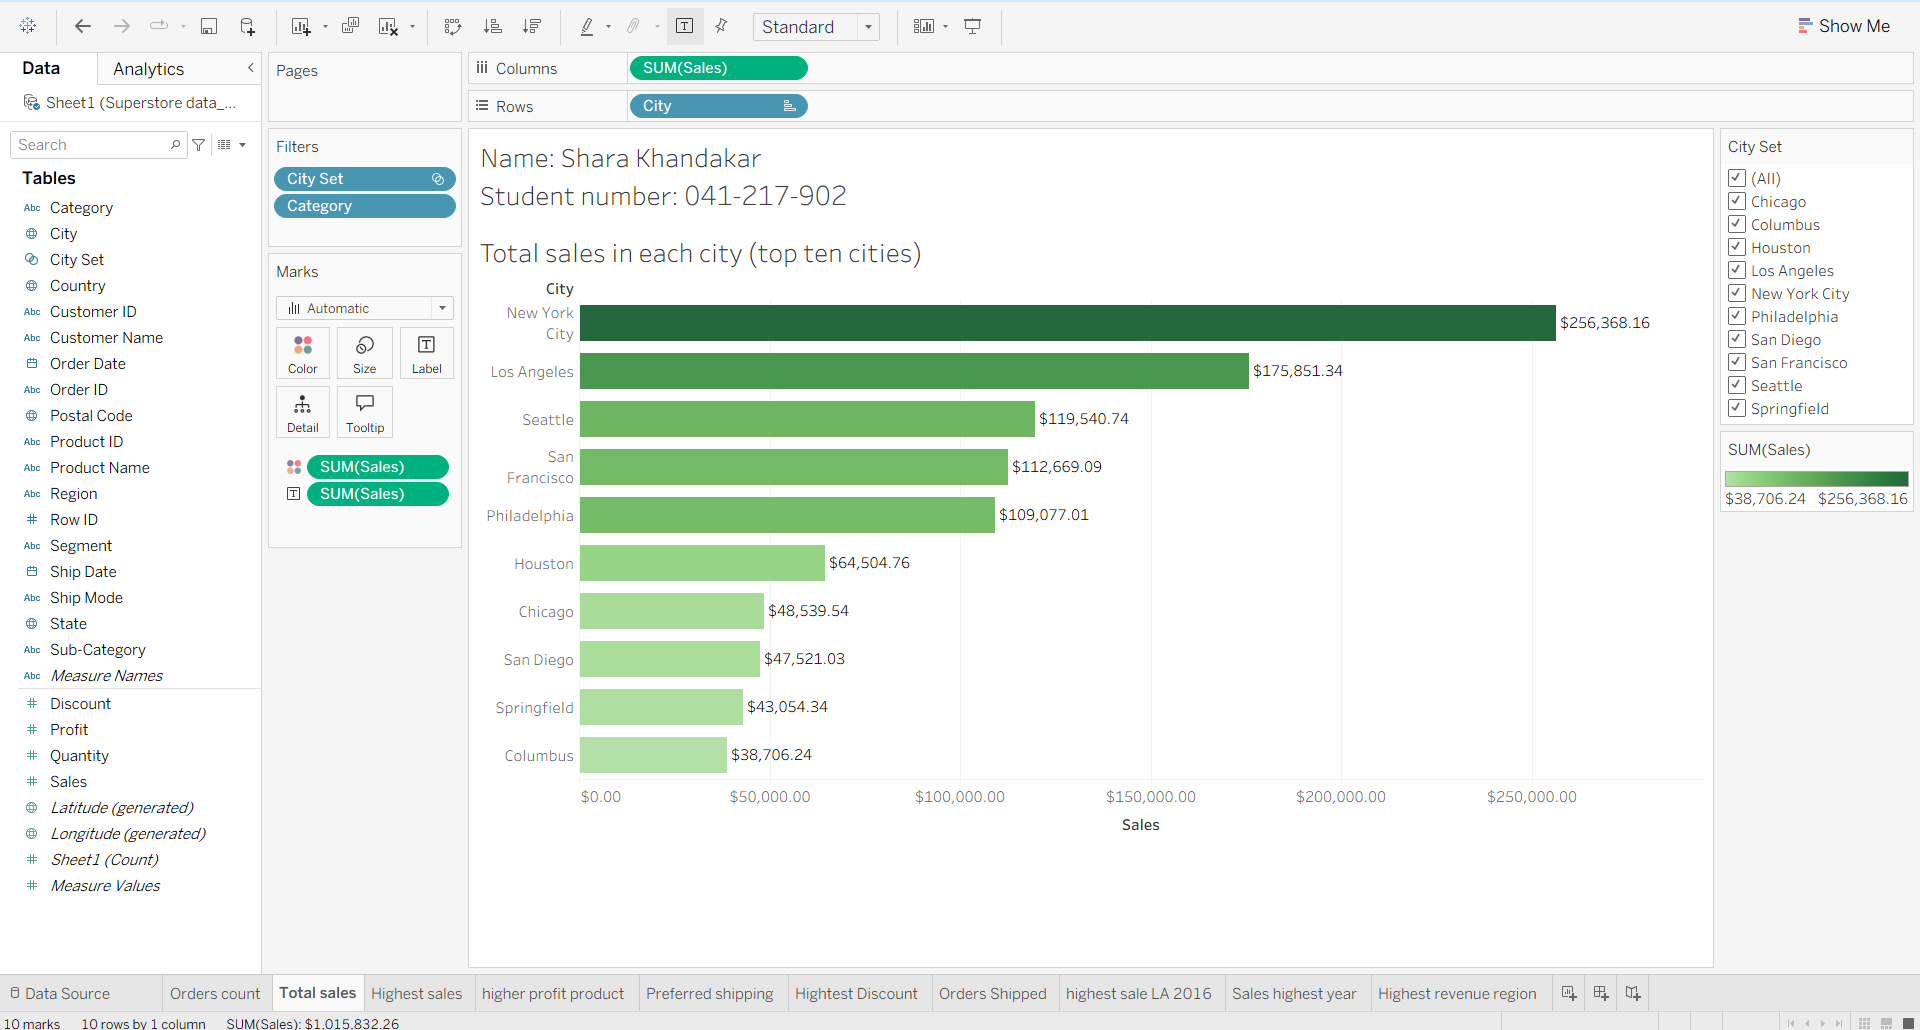 Standard
Show Me
Data
Analytics
Sheet1 (Superstore data_...
Search
Tables
Abc Category
City
City Set
Country
Abc Customer ID
Abc Customer Name
Order Date
Abc Order ID
Postal Code
Abc Product ID
Abc Product Name
Abc Region
# Row ID
Abc Segment
Ship Date
Abc Ship Mode
State
Abc Sub-Category
Abc Measure Names
# Discount
# Profit
# Quantity
# Sales
Latitude (generated)
Longitude (generated)
# Sheet1 (Count)
# Measure Values
Pages
Filters
City Set
Category
Marks
Automatic
Color
Size
Label
Detail
Tooltip
SUM(Sales)
SUM(Sales)
Columns
SUM(Sales)
Rows
City
Name: Shara Khandakar
Student number: 041-217-902
Total sales in each city (top ten cities)
City
New York
City
$256,368.16
Los Angeles
$175,851.34
Seattle
$119,540.74
San
Francisco
$112,669.09
Philadelphia
$109,077.01
Houston
$64,504.76
Chicago
$48,539.54
San Diego
$47,521.03
Springfield
$43,054.34
Columbus
$38,706.24
$0.00
$50,000.00
$100,000.00
$150,000.00
$200,000.00
$250,000.00
Sales
City Set
(All)
Chicago
Columbus
Houston
Los Angeles
New York City
Philadelphia
San Diego
San Francisco
Seattle
Springfield
SUM(Sales)
$38,706.24 $256,368.16
Data Source
Orders count
Total sales
Highest sales
higher profit product
Preferred shipping
Hightest Discount
Orders Shipped
highest sale LA 2016
Sales highest year
Highest revenue region
10 marks
10 rows by 1 column
SUM(Sales): $1,015,832.26